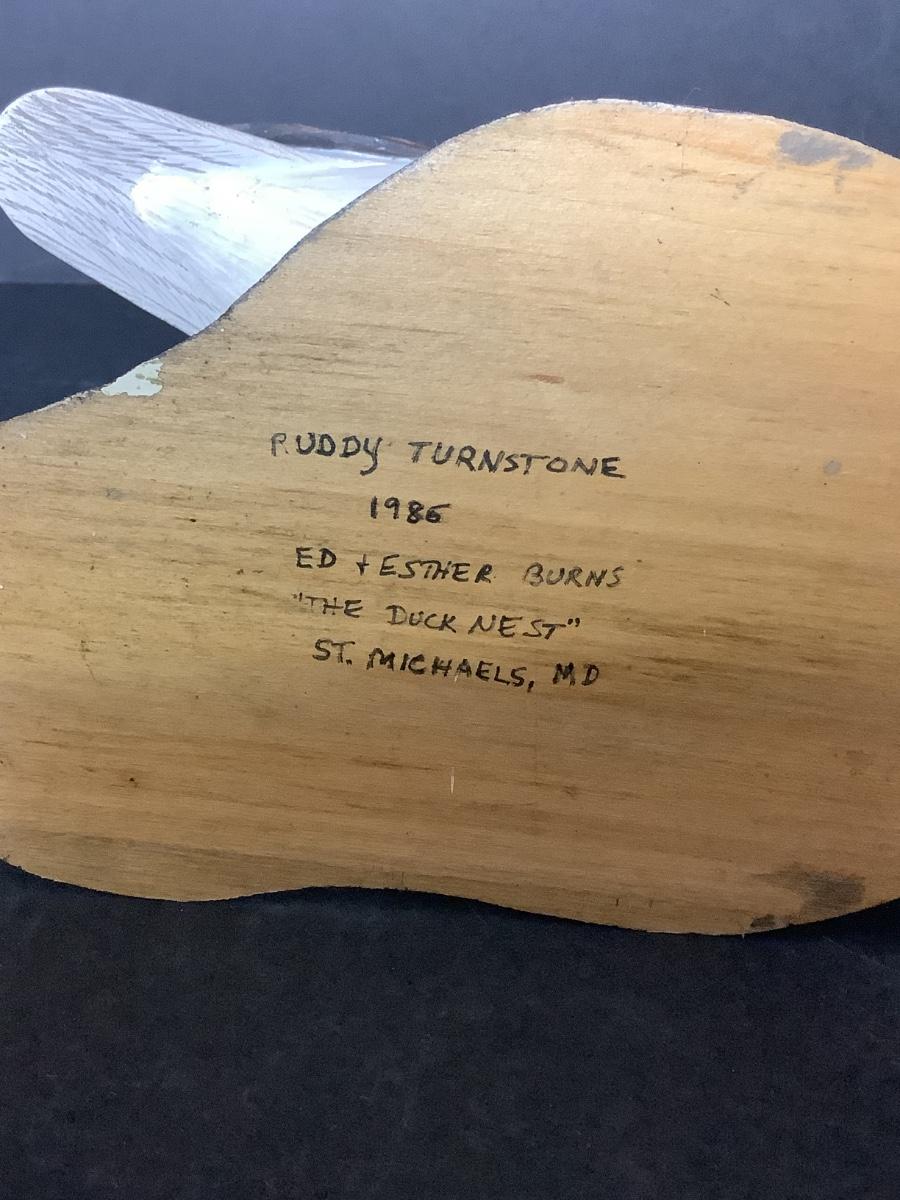 RUDDY TURNSTONE
1986
ED + ESTHER BURNS
"THE DUCK NEST"
ST. MICHAELS, MD